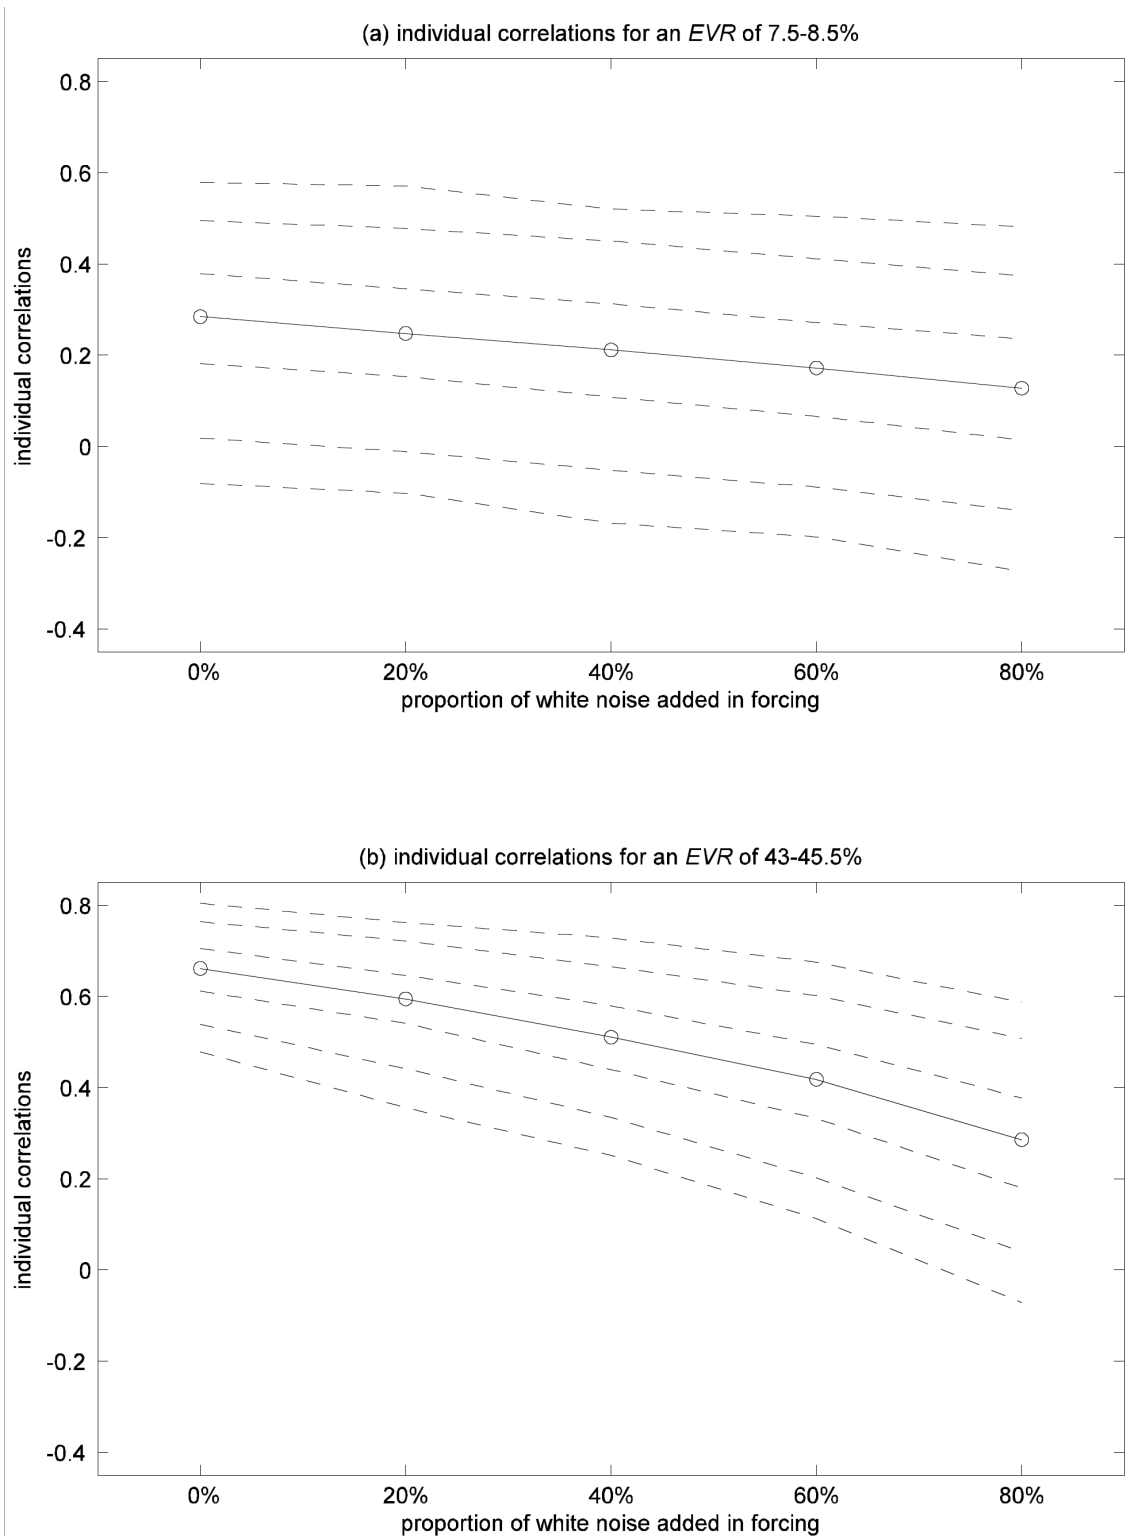 (a) individual correlations for an EVR of 7.5-8.5%
0.8
0.6
0.4
0.2
0
-0.2
-0.4
individual correlations
0% 20% 40% 60% 80%
proportion of white noise added in forcing
(b) individual correlations for an EVR of 43-45.5%
0.8
0.6
0.4
0.2
0
-0.2
-0.4
individual correlations
0% 20% 40% 60% 80%
proportion of white noise added in forcing